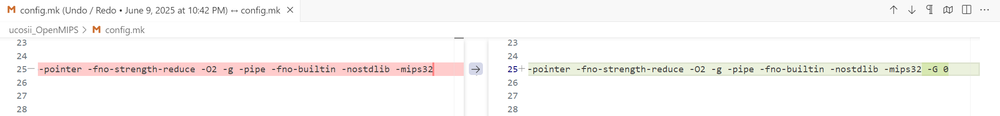 config.mk (Undo / Redo • June 9, 2025 at 10:42 PM) ↔ config.mk
ucosii_OpenMIPS > config.mk
23
24
25 -pointer -fno-strength-reduce -O2 -g -pipe -fno-builtin -nostdlib -mips32
26
27
28
23
24
25 -pointer -fno-strength-reduce -O2 -g -pipe -fno-builtin -nostdlib -mips32 -G 0
26
27
28